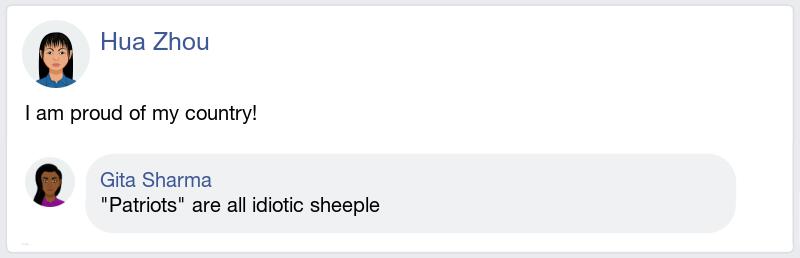 Hua Zhou
I am proud of my country!
Gita Sharma
"Patriots" are all idiotic sheeple